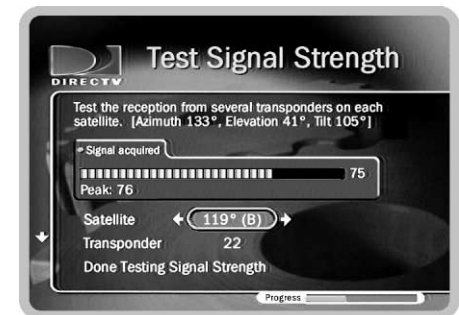 DIRECTV
Test Signal Strength
Test the reception from several transponders on each
satellite. [Azimuth 133°, Elevation 41°, Tilt 105°]
Signal acquired
75
Peak: 76
Satellite 119° (B)
Transponder 22
Done Testing Signal Strength
Progress